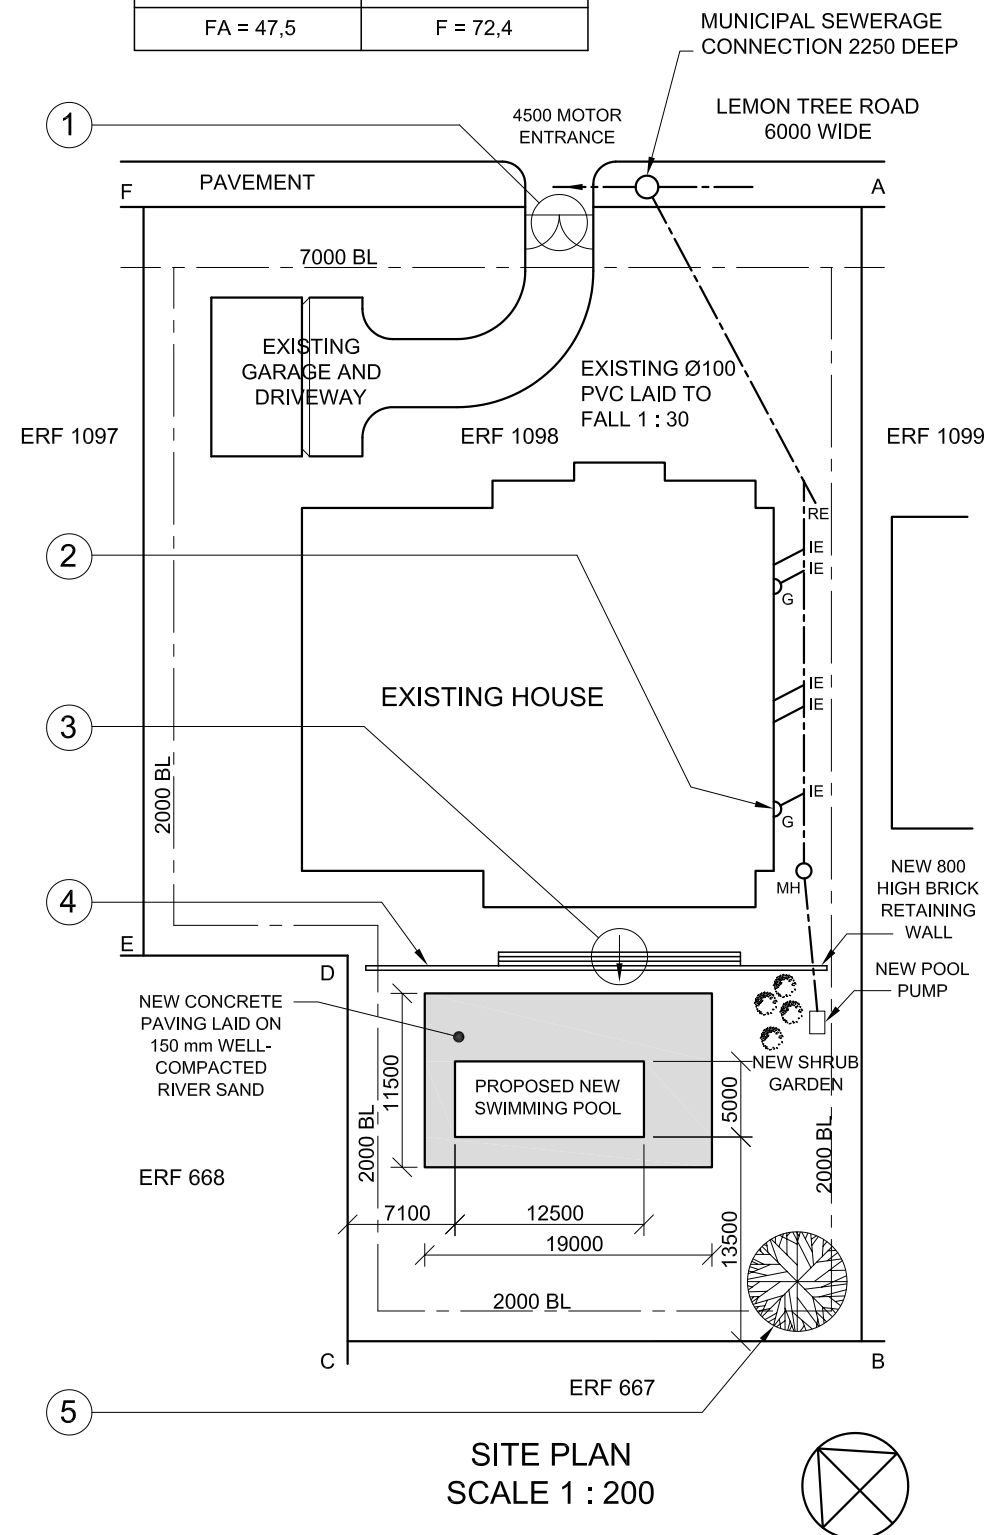 FA = 47,5
F = 72,4
MUNICIPAL SEWERAGE
CONNECTION 2250 DEEP
1
4500 MOTOR
ENTRANCE
LEMON TREE ROAD
6000 WIDE
F
PAVEMENT
A
7000 BL
EXISTING
GARAGE AND
DRIVEWAY
EXISTING Ø100
PVC LAID TO
FALL 1 : 30
ERF 1097
ERF 1098
ERF 1099
RE
2
IE
IE
G
EXISTING HOUSE
IE
IE
3
2000 BL
IE
G
MH
NEW 800
HIGH BRICK
RETAINING
WALL
4
E
D
NEW POOL
PUMP
NEW CONCRETE
PAVING LAID ON
150 mm WELL-
COMPACTED
RIVER SAND
11500
PROPOSED NEW
SWIMMING POOL
5000
NEW SHRUB
GARDEN
2000 BL
2000 BL
ERF 668
7100
12500
13500
19000
2000 BL
C
B
ERF 667
5
SITE PLAN
SCALE 1 : 200